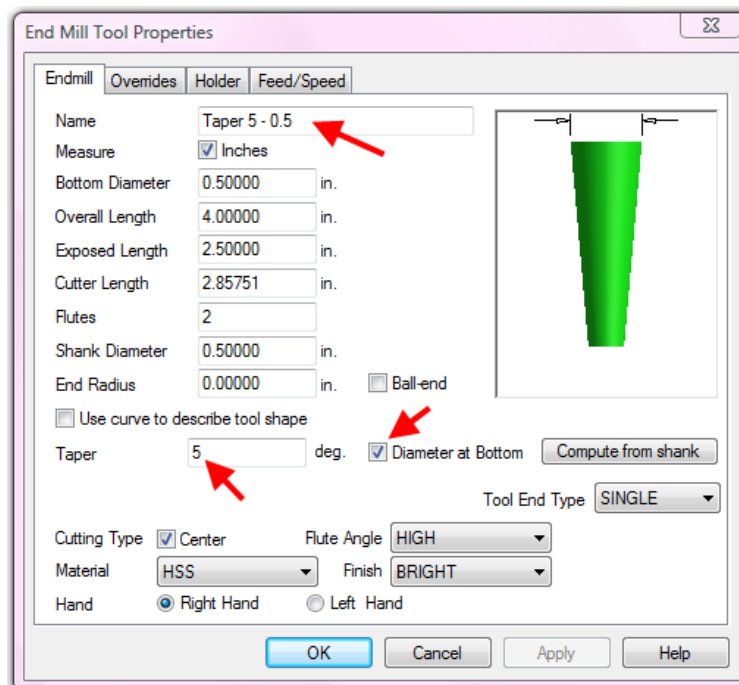 End Mill Tool Properties
Endmill Overrides Holder Feed/Speed
Name Taper 5 - 0.5
Measure Inches
Bottom Diameter 0.50000 in.
Overall Length 4.00000 in.
Exposed Length 2.50000 in.
Cutter Length 2.85751 in.
Flutes 2
Shank Diameter 0.50000 in.
End Radius 0.00000 in. Ball-end
Use curve to describe tool shape
Taper 5 deg. Diameter at Bottom Compute from shank
Tool End Type SINGLE
Cutting Type Center Flute Angle HIGH
Material HSS Finish BRIGHT
Hand Right Hand Left Hand
OK Cancel Apply Help